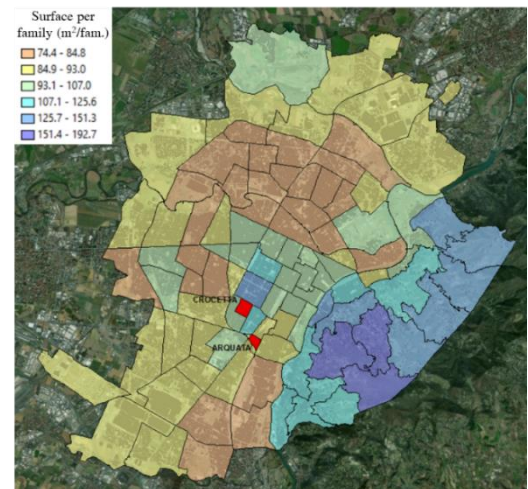 Surface per
family (m²/fam.)
74.4 - 84.8
84.9 - 93.0
93.1 - 107.0
107.1 - 125.6
125.7 - 151.3
151.4 - 192.7
CROCETTA
ARQUATA